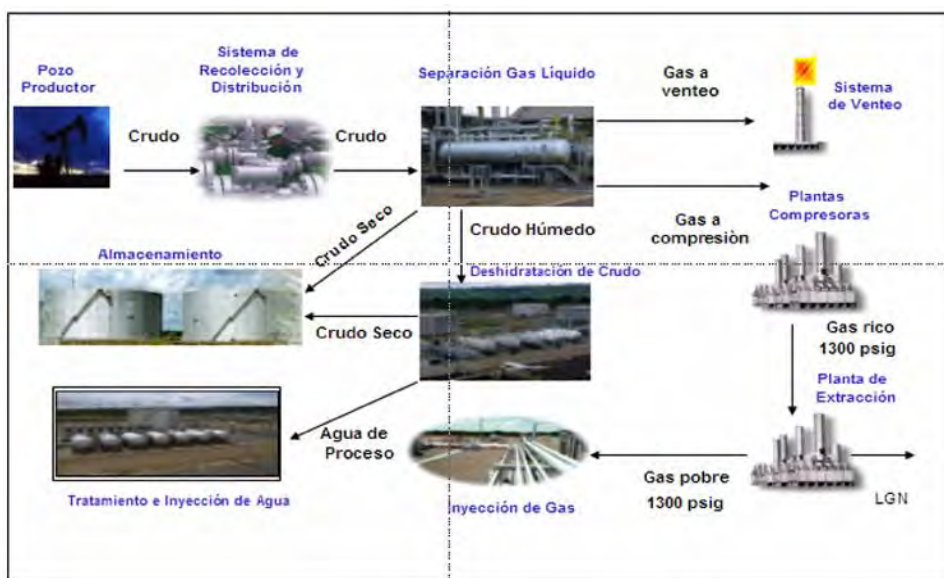 Pozo
Productor
Sistema de
Recolección y
Distribución
Separación Gas Líquido
Gas a
venteo
Sistema
de Venteo
Crudo
Crudo
Plantas
Compresoras
Gas a
compresiòn
Crudo Seco
Crudo Húmedo
Almacenamiento
Deshidratación de Crudo
Crudo Seco
Gas rico
1300 psig
Planta de
Extracción
Agua de
Proceso
Gas pobre
1300 psig
LGN
Tratamiento e Inyección de Agua
Inyección de Gas